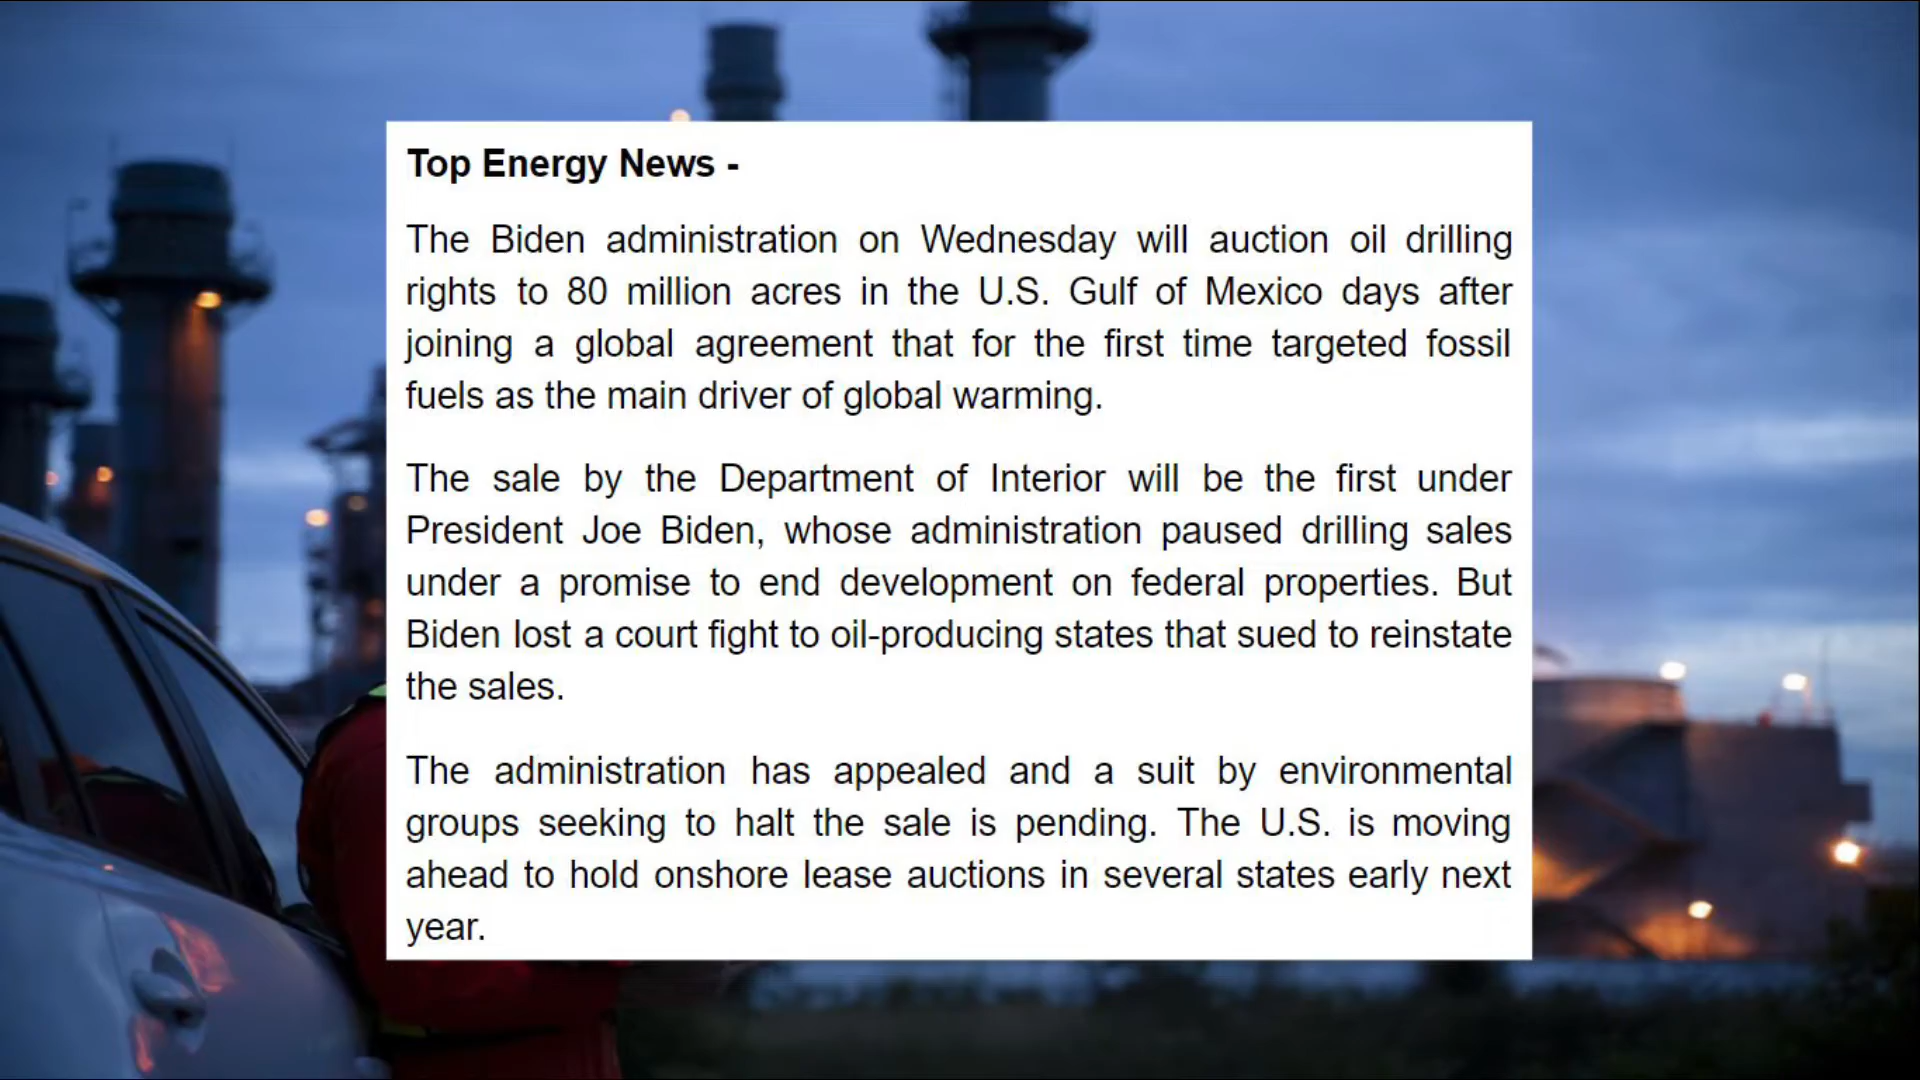 Top Energy News -
The Biden administration on Wednesday will auction oil drilling
rights to 80 million acres in the U.S. Gulf of Mexico days after
joining a global agreement that for the first time targeted fossil
fuels as the main driver of global warming.
The sale by the Department of Interior will be the first under
President Joe Biden, whose administration paused drilling sales
under a promise to end development on federal properties. But
Biden lost a court fight to oil-producing states that sued to reinstate
the sales.
The administration has appealed and a suit by environmental
groups seeking to halt the sale is pending. The U.S. is moving
ahead to hold onshore lease auctions in several states early next
year.